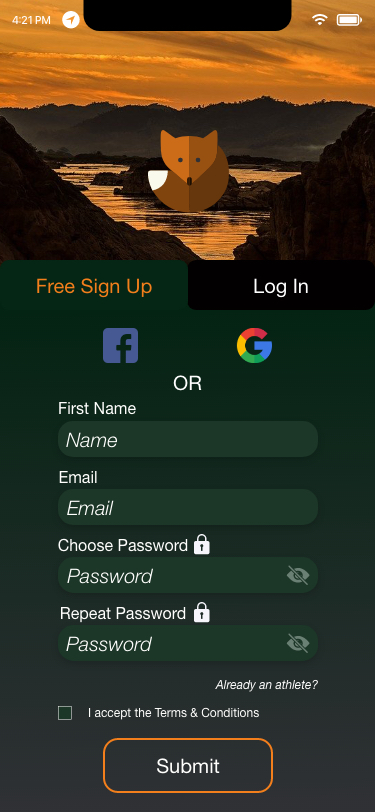 4:21 PM
Free Sign Up
Log In
OR
First Name
Name
Email
Email
Choose Password
Password
Repeat Password
Password
Already an athlete?
I accept the Terms & Conditions
Submit